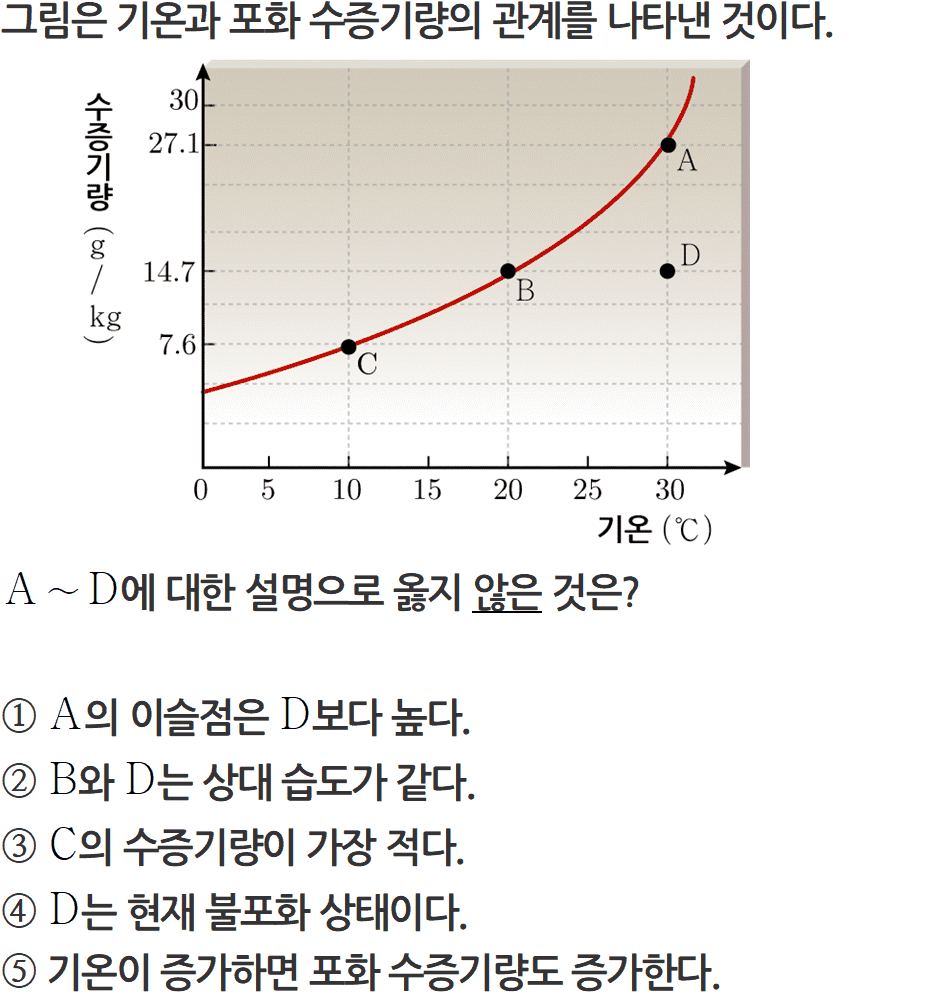 그림은 기온과 포화 수증기량의 관계를 나타낸 것이다.
수증기량 (g/kg)
30
27.1
14.7
7.6
A
D
B
C
0 5 10 15 20 25 30
기온 (℃)
A ~ D에 대한 설명으로 옳지 않은 것은?
① A의 이슬점은 D보다 높다.
② B와 D는 상대 습도가 같다.
③ C의 수증기량이 가장 적다.
④ D는 현재 불포화 상태이다.
⑤ 기온이 증가하면 포화 수증기량도 증가한다.